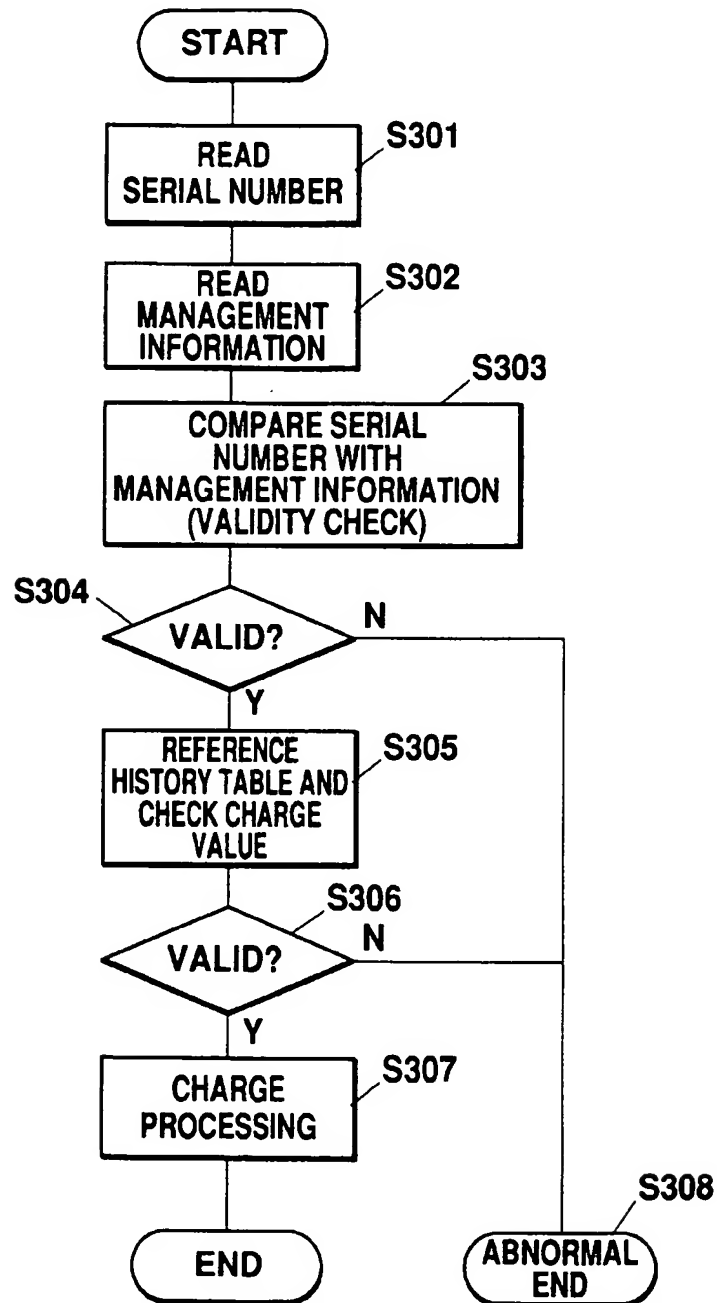 START
S301
READ
SERIAL NUMBER
S302
READ
MANAGEMENT
INFORMATION
S303
COMPARE SERIAL
NUMBER WITH
MANAGEMENT INFORMATION
(VALIDITY CHECK)
S304
VALID?
N
Y
REFERENCE
HISTORY TABLE AND
CHECK CHARGE
VALUE
S305
S306
VALID?
N
Y
CHARGE
PROCESSING
S307
END
S308
ABNORMAL
END